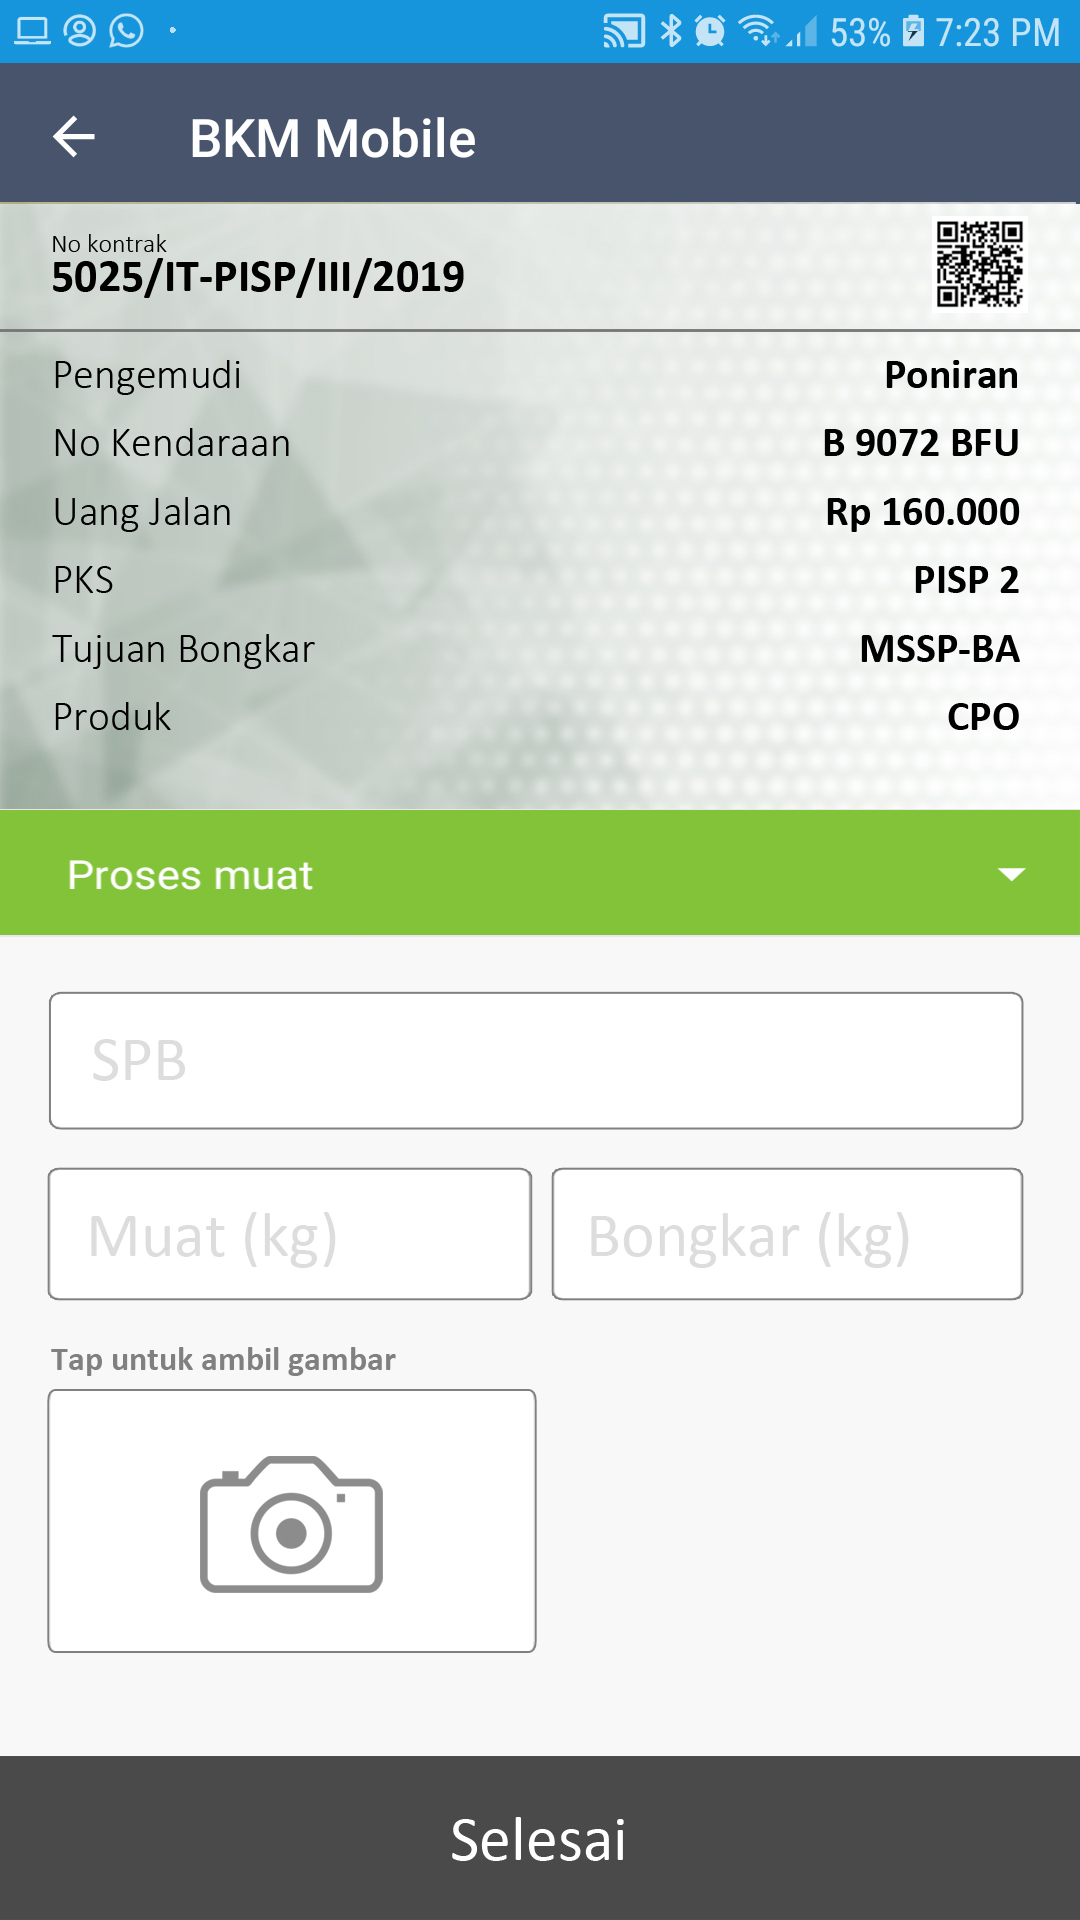 53% 7:23 PM
BKM Mobile
No kontrak
5025/IT-PISP/III/2019
Pengemudi Poniran
No Kendaraan B 9072 BFU
Uang Jalan Rp 160.000
PKS PISP 2
Tujuan Bongkar MSSP-BA
Produk CPO
Proses muat
SPB
Muat (kg) Bongkar (kg)
Tap untuk ambil gambar
Selesai